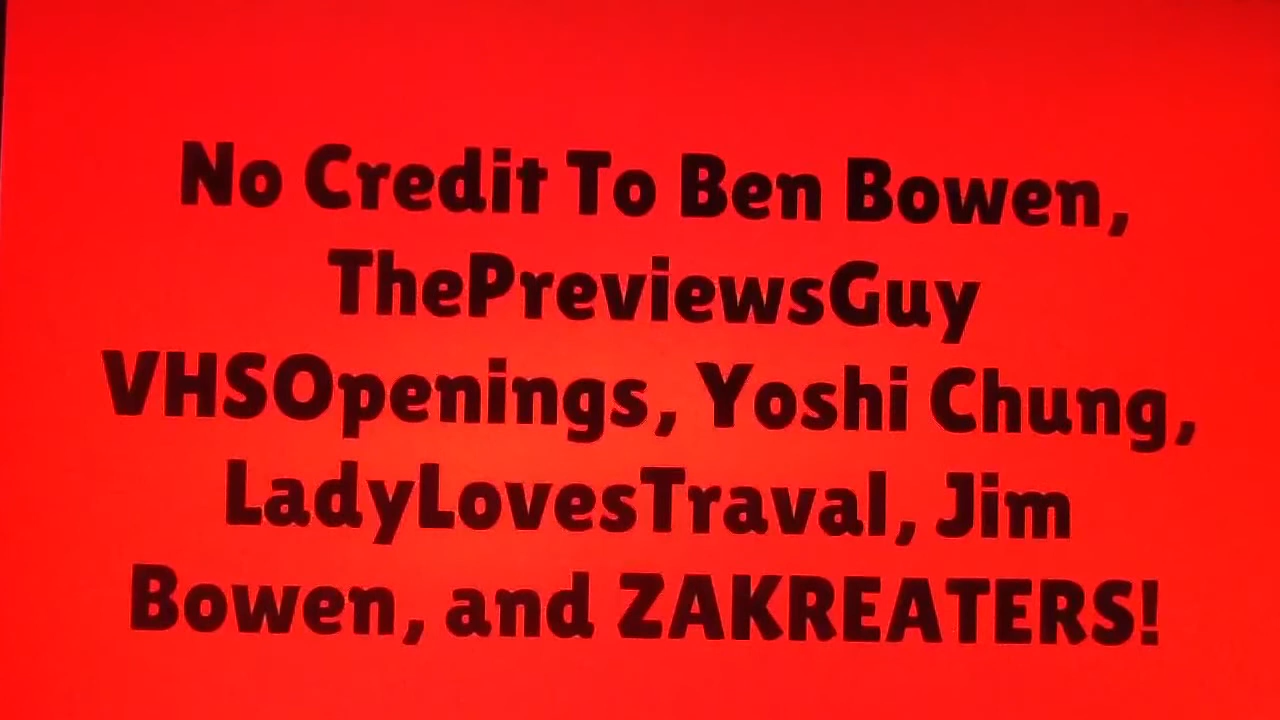 No Credit To Ben Bowen,
ThePreviewsGuy
VHSOpenings, Yoshi Chung,
LadyLovesTraval, Jim
Bowen, and ZAKREATERS!